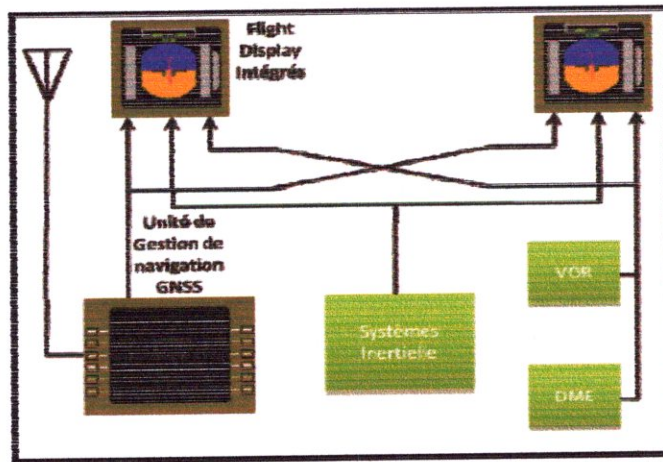 Flight
Display
Intégrés
Unité de
Gestion de
navigation
GNSS
VOR
Systèmes
Inertielle
DME